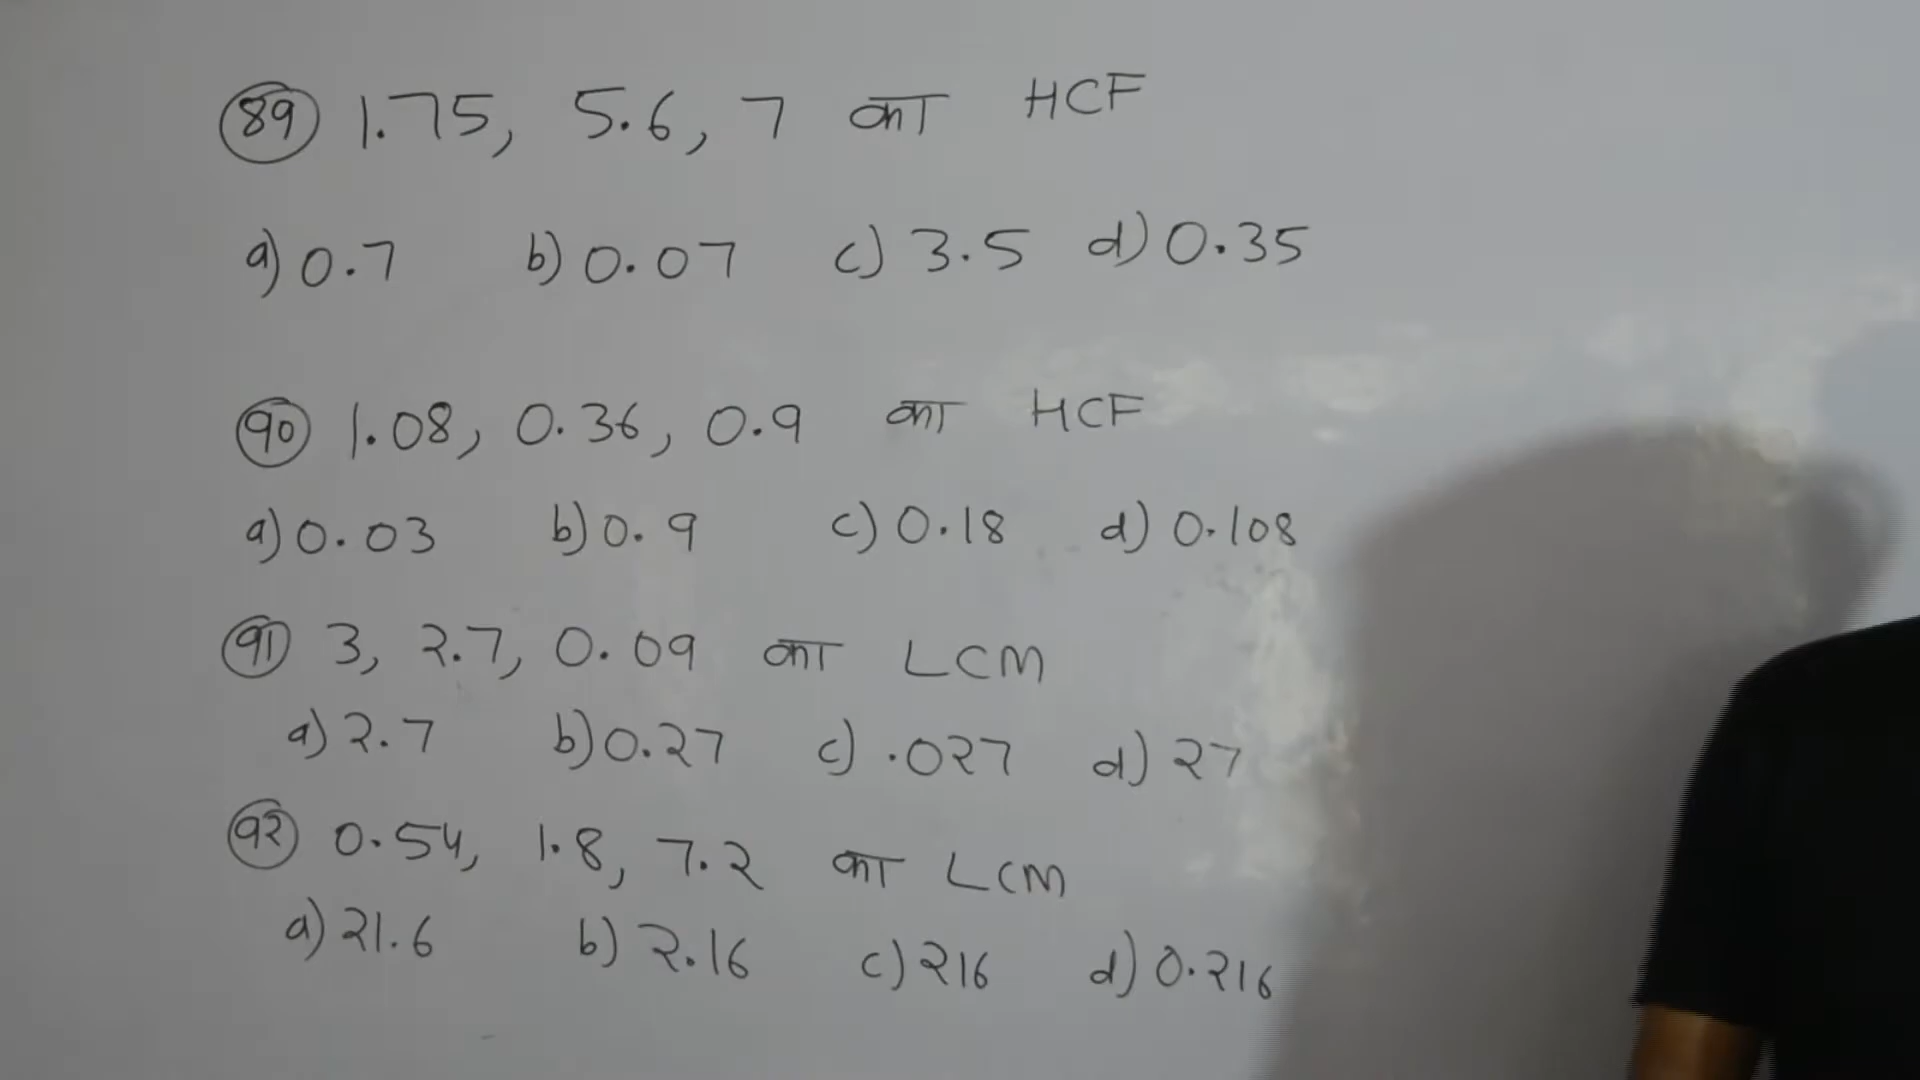 89 1.75, 5.6, 7 का HCF
a) 0.7 b) 0.07 c) 3.5 d) 0.35
90 1.08, 0.36, 0.9 का HCF
a) 0.03 b) 0.9 c) 0.18 d) 0.108
91 3, 2.7, 0.09 का LCM
a) 2.7 b) 0.27 c) .027 d) 27
92 0.54, 1.8, 7.2 का LCM
a) 21.6 b) 2.16 c) 216 d) 0.216